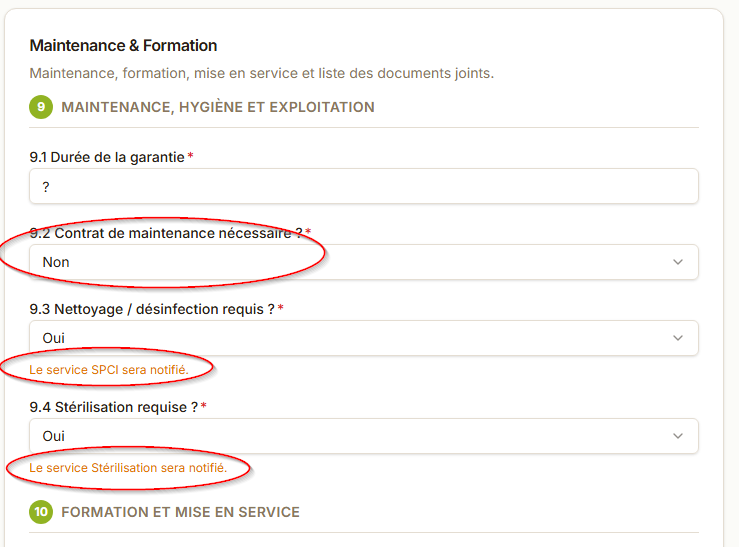 Maintenance & Formation
Maintenance, formation, mise en service et liste des documents joints.
9 MAINTENANCE, HYGIÈNE ET EXPLOITATION
9.1 Durée de la garantie *
?
9.2 Contrat de maintenance nécessaire ? *
Non
9.3 Nettoyage / désinfection requis ? *
Oui
Le service SPCI sera notifié.
9.4 Stérilisation requise ? *
Oui
Le service Stérilisation sera notifié.
10 FORMATION ET MISE EN SERVICE